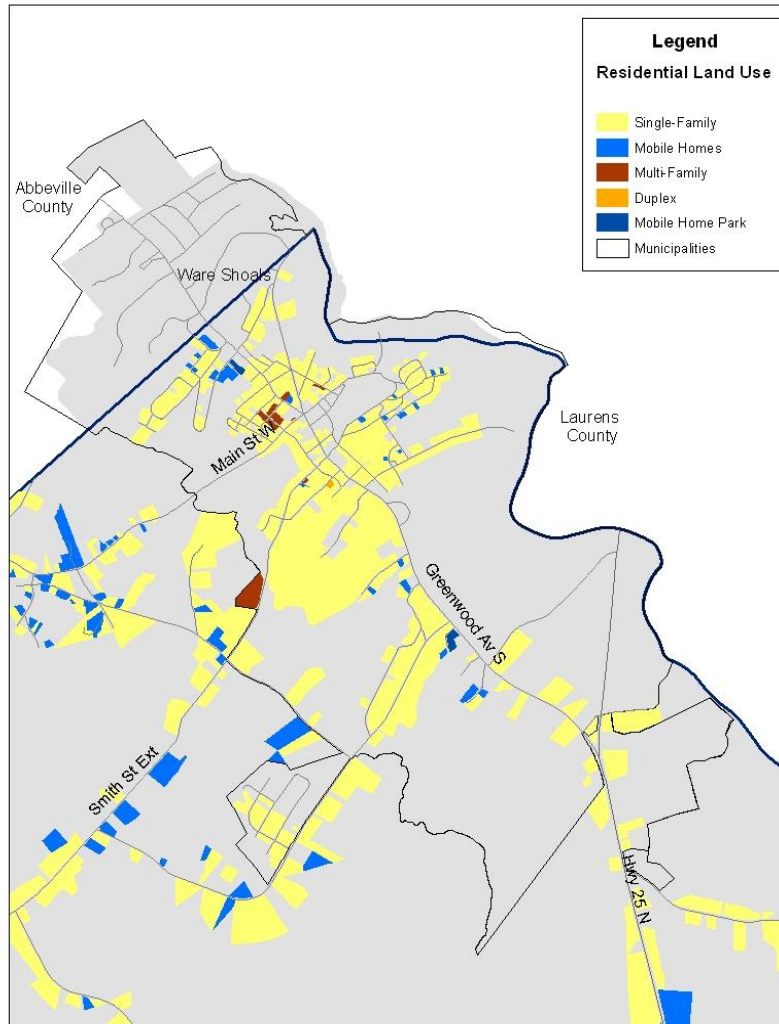 Legend
Residential Land Use
Single-Family
Mobile Homes
Multi-Family
Duplex
Mobile Home Park
Municipalities
Abbeville
County
Ware Shoals
Laurens
County
Main St W
Greenwood Av S
Smith St Ext
Hwy 25 N